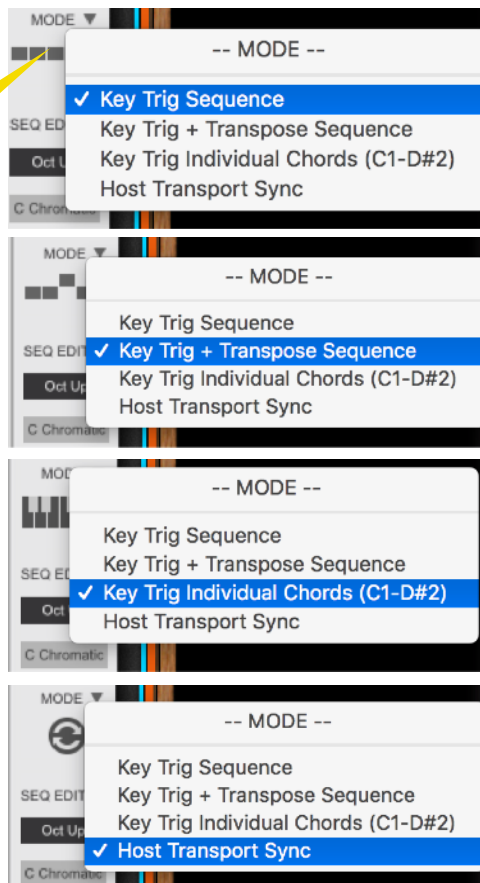 MODE ▼
-- MODE --
✓ Key Trig Sequence
SEQ ED
Key Trig + Transpose Sequence
Oct U
Key Trig Individual Chords (C1-D#2)
Host Transport Sync
C Chromatic
MODE ▼
-- MODE --
Key Trig Sequence
SEQ EDIT
✓ Key Trig + Transpose Sequence
Oct Up
Key Trig Individual Chords (C1-D#2)
Host Transport Sync
C Chromatic
MOD
-- MODE --
Key Trig Sequence
Key Trig + Transpose Sequence
SEQ ED
✓ Key Trig Individual Chords (C1-D#2)
Oct
Host Transport Sync
C Chromatic
MODE ▼
-- MODE --
Key Trig Sequence
SEQ EDIT
Key Trig + Transpose Sequence
Oct Up
Key Trig Individual Chords (C1-D#2)
✓ Host Transport Sync
C Chromatic